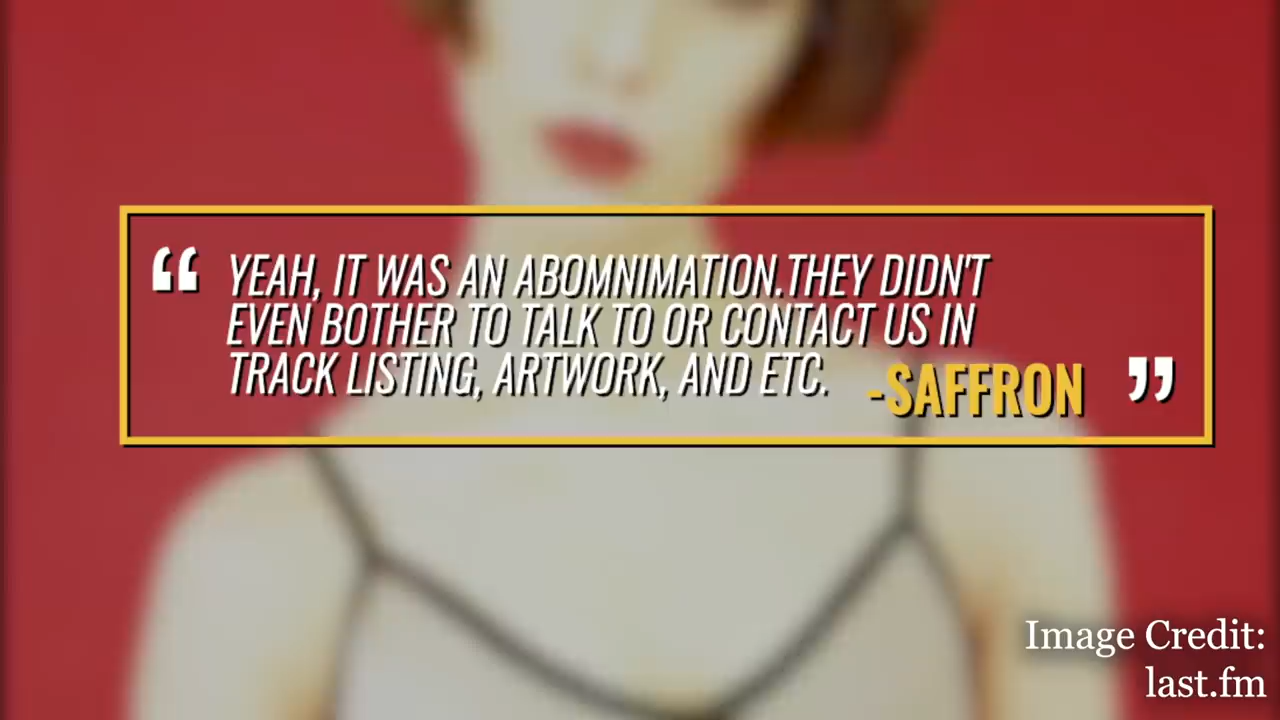 “ YEAH, IT WAS AN ABOMNIMATION.THEY DIDN'T
EVEN BOTHER TO TALK TO OR CONTACT US IN
TRACK LISTING, ARTWORK, AND ETC. -SAFFRON ”
Image Credit:
last.fm